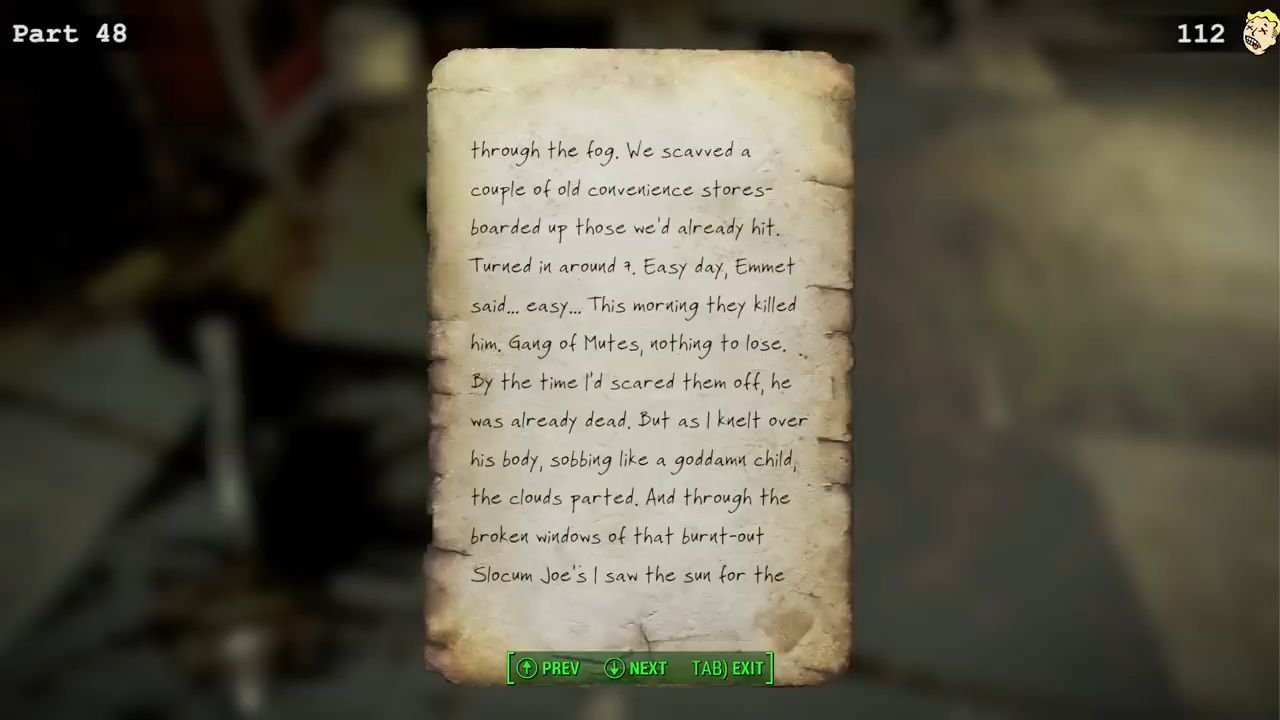 Part 48
112
through the fog. We scavved a
couple of old convenience stores-
boarded up those we'd already hit.
Turned in around 7. Easy day, Emmet
said... easy... This morning they killed
him. Gang of Mutes, nothing to lose.
By the time I'd scared them off, he
was already dead. But as I knelt over
his body, sobbing like a goddamn child,
the clouds parted. And through the
broken windows of that burnt-out
Slocum Joe's I saw the sun for the
PREV NEXT TAB) EXIT